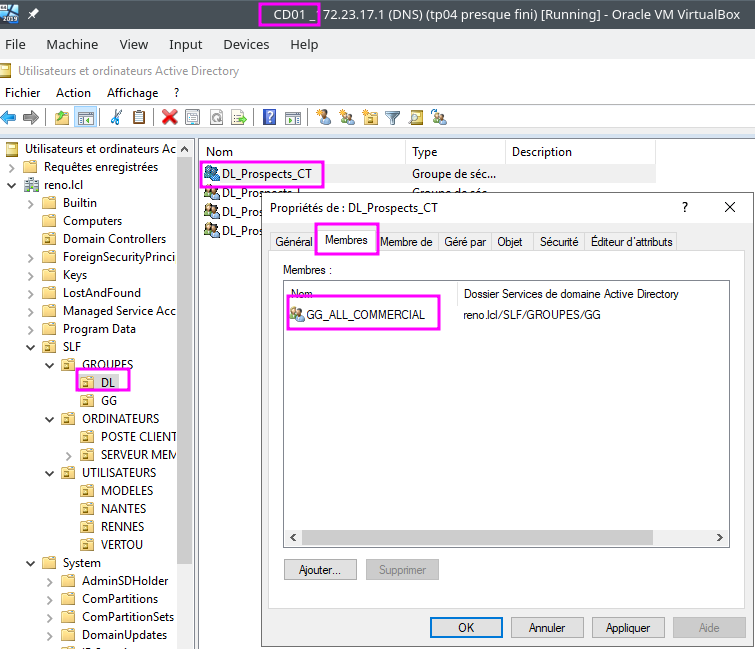 2019 CD01 _172.23.17.1 (DNS) (tp04 presque fini) [Running] - Oracle VM VirtualBox
File Machine View Input Devices Help
Utilisateurs et ordinateurs Active Directory
Fichier Action Affichage ?
Utilisateurs et ordinateurs Ac
Requêtes enregistrées
reno.lcl
Builtin
Computers
Domain Controllers
ForeignSecurityPrinci
Keys
LostAndFound
Managed Service Acc
Program Data
SLF
GROUPES
DL
GG
ORDINATEURS
POSTE CLIENT
SERVEUR MEM
UTILISATEURS
MODELES
NANTES
RENNES
VERTOU
System
AdminSDHolder
ComPartitions
ComPartitionSets
DomainUpdates
Nom Type Description
DL_Prospects_CT Groupe de séc...
DL_Prospects_L Groupe de séc...
DL_Pros
DL_Pros
Propriétés de : DL_Prospects_CT ?
Général Membres Membre de Géré par Objet Sécurité Éditeur d'attributs
Membres :
Nom Dossier Services de domaine Active Directory
GG_ALL_COMMERCIAL reno.lcl/SLF/GROUPES/GG
Ajouter... Supprimer
OK Annuler Appliquer Aide